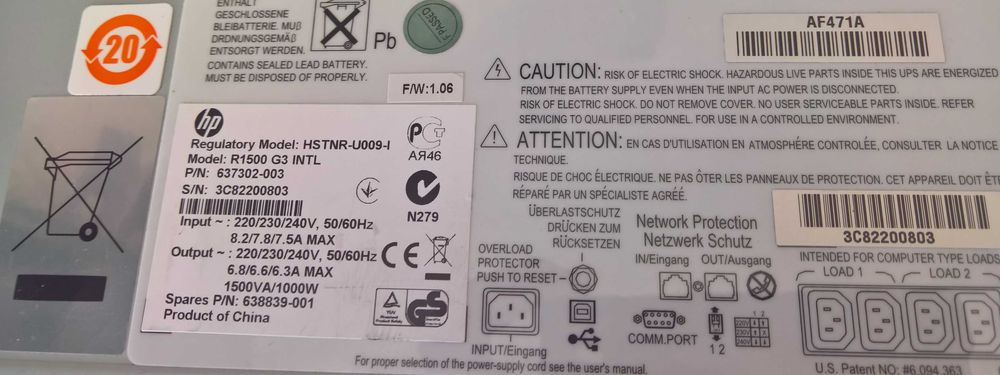 ENTHÄLT
GESCHLOSSENE
BLEIBATTERIE. MUß
DRDNUNGSGEMÄß
ENTSORGT WERDEN.
CONTAINS SEALED LEAD BATTERY.
MUST BE DISPOSED OF PROPERLY.
Pb
PASSED
20
F/W:1.06
hp
Regulatory Model: HSTNR-U009-I
Model: R1500 G3 INTL
P/N: 637302-003
S/N: 3C82200803
Input ~ : 220/230/240V, 50/60Hz
8.2/7.8/7.5A MAX
Output ~ : 220/230/240V, 50/60Hz
6.8/6.6/6.3A MAX
1500VA/1000W
Spares P/N: 638839-001
Product of China
АЯ46
N279
CE
TÜV
GS
AF471A
CAUTION: RISK OF ELECTRIC SHOCK. HAZARDOUS LIVE PARTS INSIDE THIS UPS ARE ENERGIZED
FROM THE BATTERY SUPPLY EVEN WHEN THE INPUT AC POWER IS DISCONNECTED.
RISK OF ELECTRIC SHOCK. DO NOT REMOVE COVER. NO USER SERVICEABLE PARTS INSIDE. REFER
SERVICING TO QUALIFIED PERSONNEL. FOR USE IN A CONTROLLED ENVIRONMENT.
ATTENTION: EN CAS D'UTILISATION EN ATMOSPHÈRE CONTRÔLÉE, CONSULTER LA NOTICE
TECHNIQUE.
RISQUE DE CHOC ÉLECTRIQUE. NE PAS ÔTER LES PANNEAUX DE PROTECTION. CET APPAREIL DOIT ÊT
RÉPARÉ PAR UN SPÉCIALISTE AGRÉÉ.
3C82200803
ÜBERLASTSCHUTZ
DRÜCKEN ZUM
RÜCKSETZEN
OVERLOAD
PROTECTOR
PUSH TO RESET
INPUT/Eingang
Network Protection
Netzwerk Schutz
IN/Eingang OUT/Ausgang
COMM.PORT
1 2
1 2
220V
230V
240V
INTENDED FOR COMPUTER TYPE LOADS
LOAD 1 LOAD 2
For proper selection of the power-supply cord see the user's manual.
U.S. Patent NO: #6,094,363